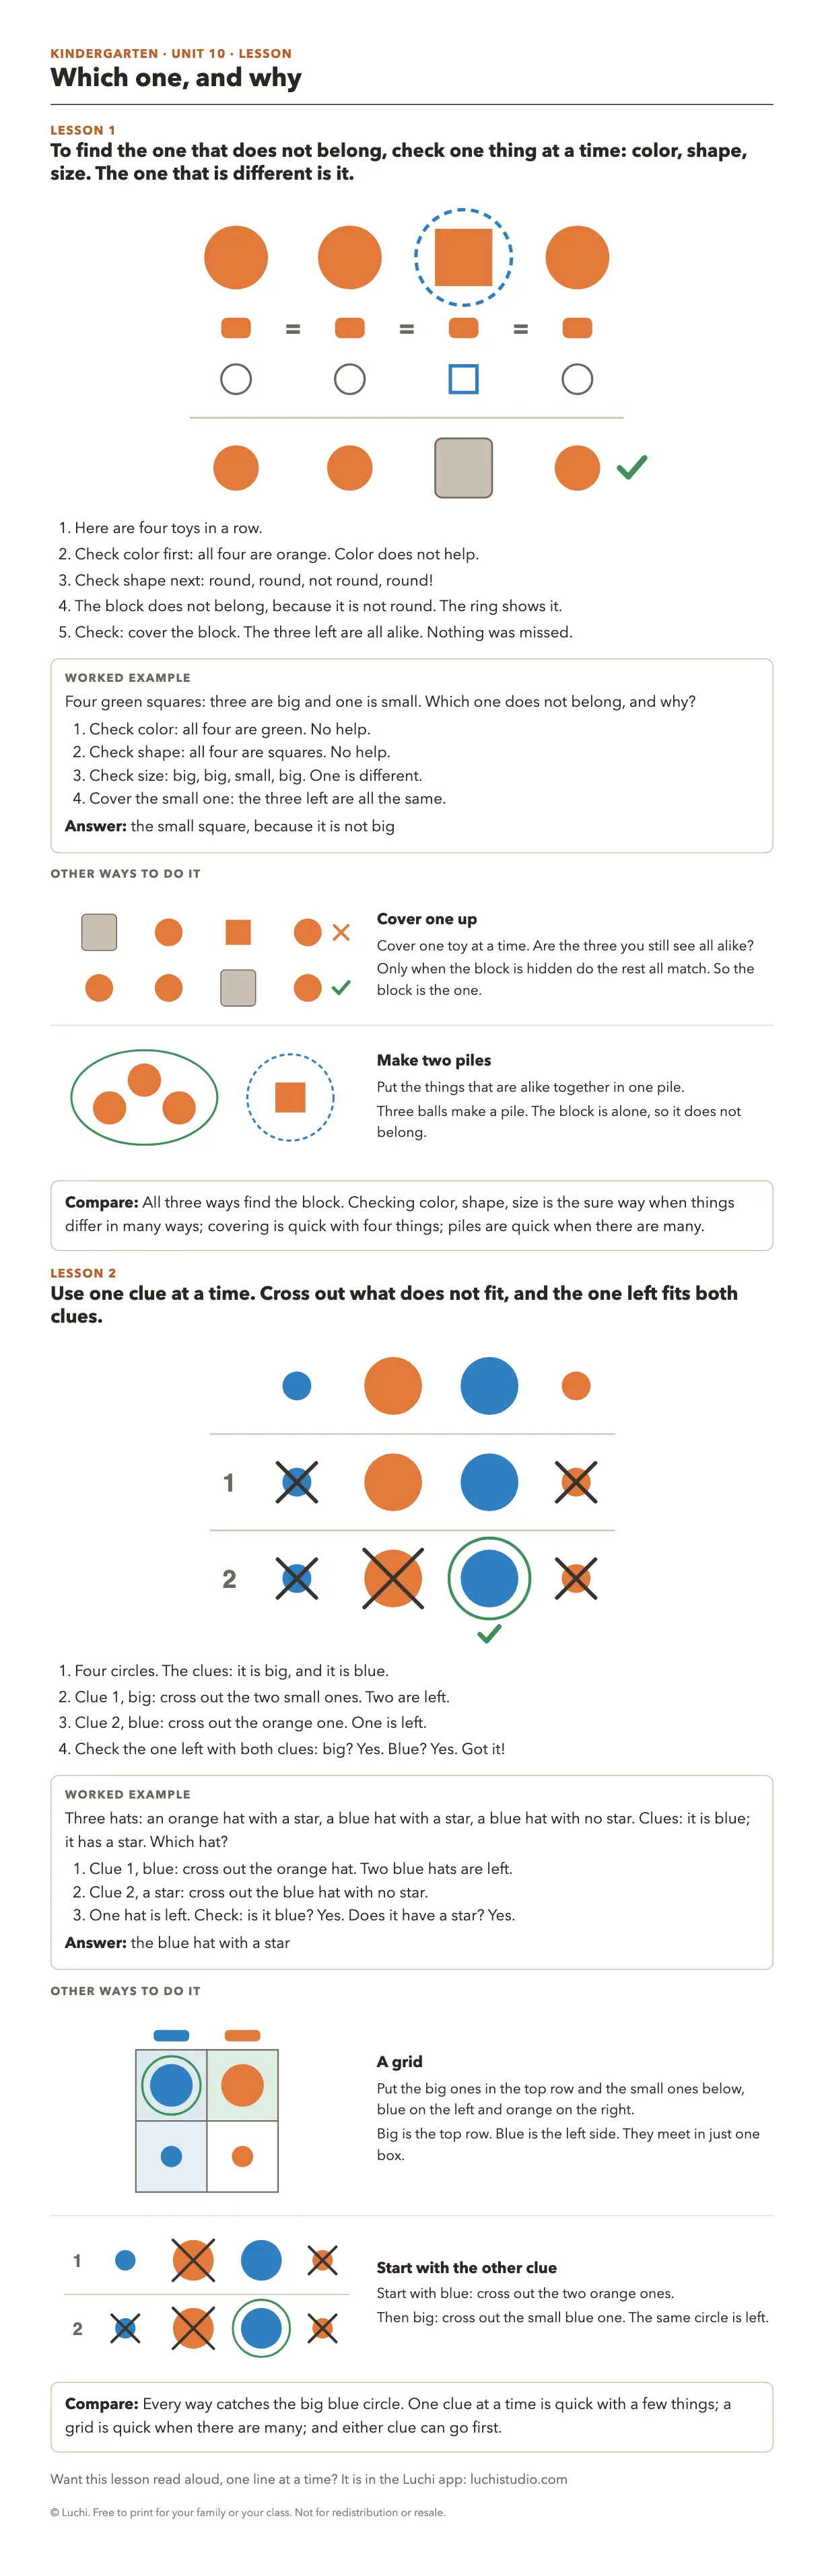 KINDERGARTEN · UNIT 10 · LESSON
Which one, and why
LESSON 1
To find the one that does not belong, check one thing at a time: color, shape,
size. The one that is different is it.
= = =
1. Here are four toys in a row.
2. Check color first: all four are orange. Color does not help.
3. Check shape next: round, round, not round, round!
4. The block does not belong, because it is not round. The ring shows it.
5. Check: cover the block. The three left are all alike. Nothing was missed.
WORKED EXAMPLE
Four green squares: three are big and one is small. Which one does not belong, and why?
1. Check color: all four are green. No help.
2. Check shape: all four are squares. No help.
3. Check size: big, big, small, big. One is different.
4. Cover the small one: the three left are all the same.
Answer: the small square, because it is not big
OTHER WAYS TO DO IT
Cover one up
Cover one toy at a time. Are the three you still see all alike?
Only when the block is hidden do the rest all match. So the
block is the one.
Make two piles
Put the things that are alike together in one pile.
Three balls make a pile. The block is alone, so it does not
belong.
Compare: All three ways find the block. Checking color, shape, size is the sure way when things
differ in many ways; covering is quick with four things; piles are quick when there are many.
LESSON 2
Use one clue at a time. Cross out what does not fit, and the one left fits both
clues.
1
2
1. Four circles. The clues: it is big, and it is blue.
2. Clue 1, big: cross out the two small ones. Two are left.
3. Clue 2, blue: cross out the orange one. One is left.
4. Check the one left with both clues: big? Yes. Blue? Yes. Got it!
WORKED EXAMPLE
Three hats: an orange hat with a star, a blue hat with a star, a blue hat with no star. Clues: it is blue;
it has a star. Which hat?
1. Clue 1, blue: cross out the orange hat. Two blue hats are left.
2. Clue 2, a star: cross out the blue hat with no star.
3. One hat is left. Check: is it blue? Yes. Does it have a star? Yes.
Answer: the blue hat with a star
OTHER WAYS TO DO IT
A grid
Put the big ones in the top row and the small ones below,
blue on the left and orange on the right.
Big is the top row. Blue is the left side. They meet in just one
box.
1
2
Start with the other clue
Start with blue: cross out the two orange ones.
Then big: cross out the small blue one. The same circle is left.
Compare: Every way catches the big blue circle. One clue at a time is quick with a few things; a
grid is quick when there are many; and either clue can go first.
Want this lesson read aloud, one line at a time? It is in the Luchi app: luchistudio.com
© Luchi. Free to print for your family or your class. Not for redistribution or resale.